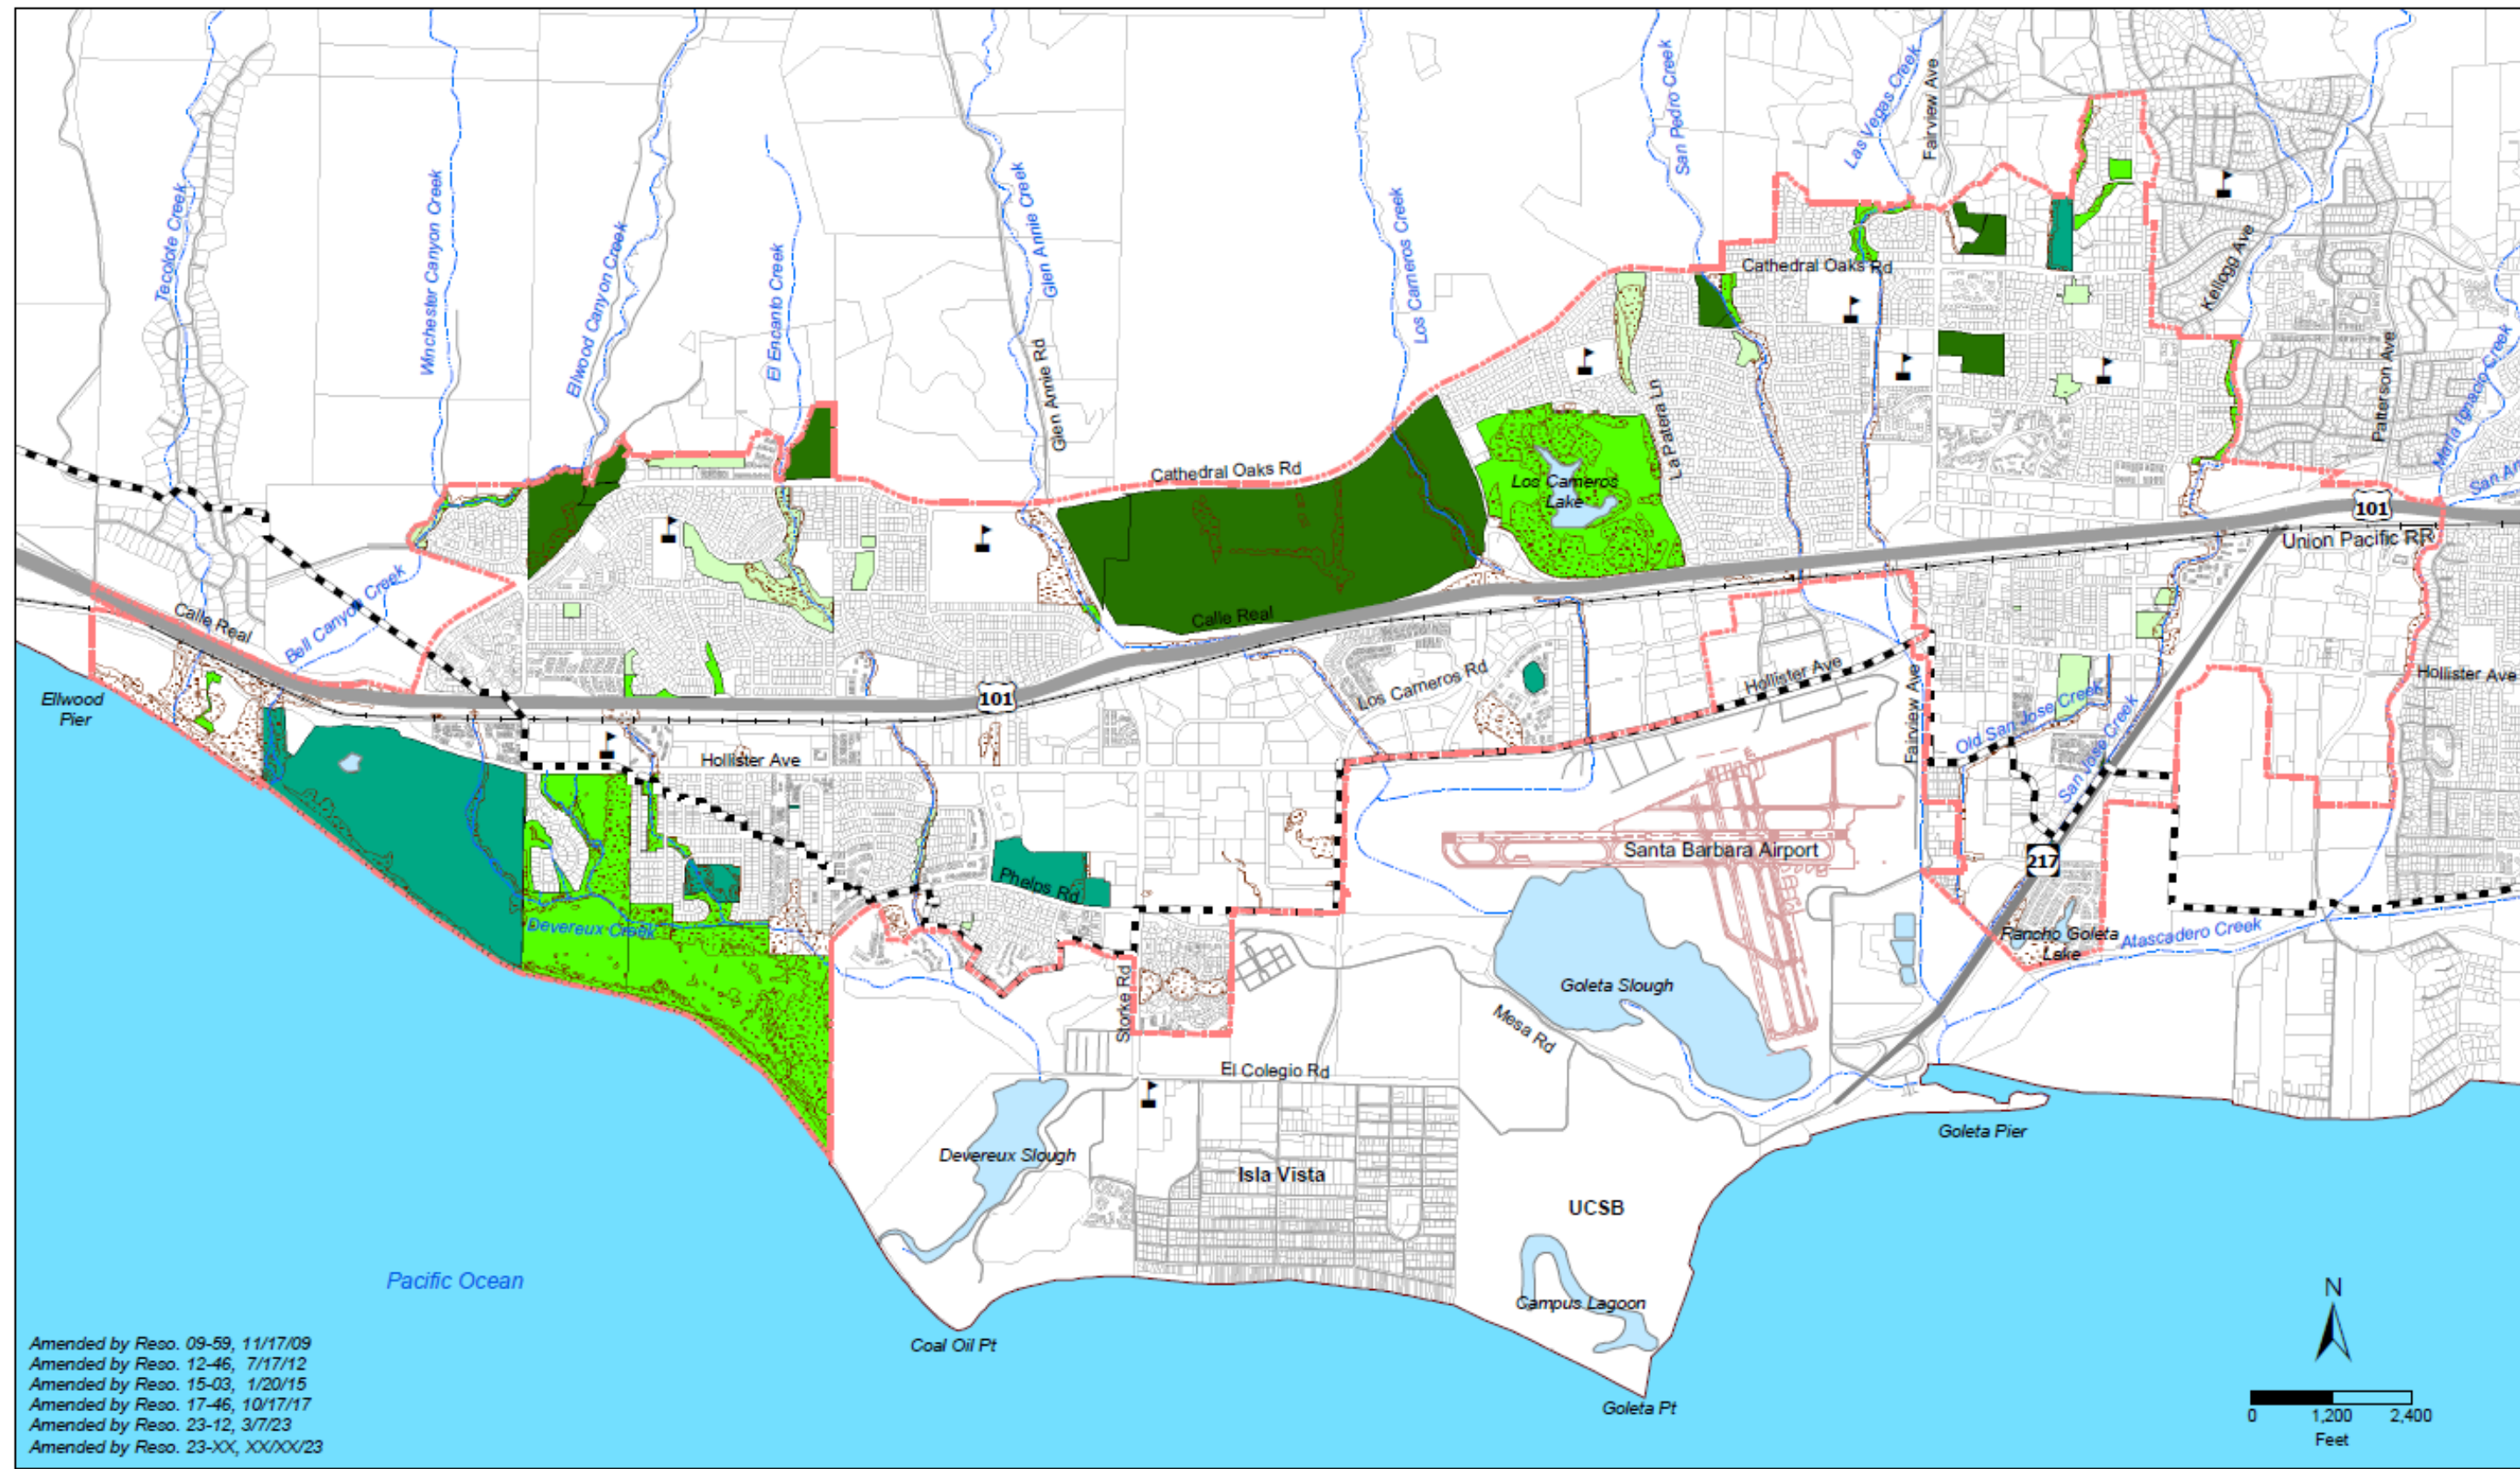 Tecolote Creek
Winchester Canyon Creek
Ellwood Canyon Creek
El Encanto Creek
Glen Annie Creek
Glen Annie Rd
Los Carneros Creek
San Pedro Creek
Las Vegas Creek
Fairview Ave
Cathedral Oaks Rd
Kellogg Ave
Patterson Ave
Maria Ignacio Creek
La Patera Ln
Cathedral Oaks Rd
Los Carneros
Lake
San
101
Union Pacific RR
Calle Real
Bell Canyon Creek
Calle Real
Ellwood
Pier
101
Los Carneros Rd
Hollister Ave
Fairview Ave
Hollister Ave
Old San Jose Creek
San Jose Creek
Hollister Ave
Santa Barbara Airport
217
Phelps Rd
Devereux Creek
Rancho Goleta
Lake
Atascadero Creek
Storke Rd
Goleta Slough
Mesa Rd
El Colegio Rd
Goleta Pier
Devereux Slough
Isla Vista
UCSB
Pacific Ocean
Campus Lagoon
Coal Oil Pt
Goleta Pt
Amended by Reso. 09-59, 11/17/09
Amended by Reso. 12-46, 7/17/12
Amended by Reso. 15-03, 1/20/15
Amended by Reso. 17-46, 10/17/17
Amended by Reso. 23-12, 3/7/23
Amended by Reso. 23-XX, XX/XX/23
N
0 1,200 2,400
Feet